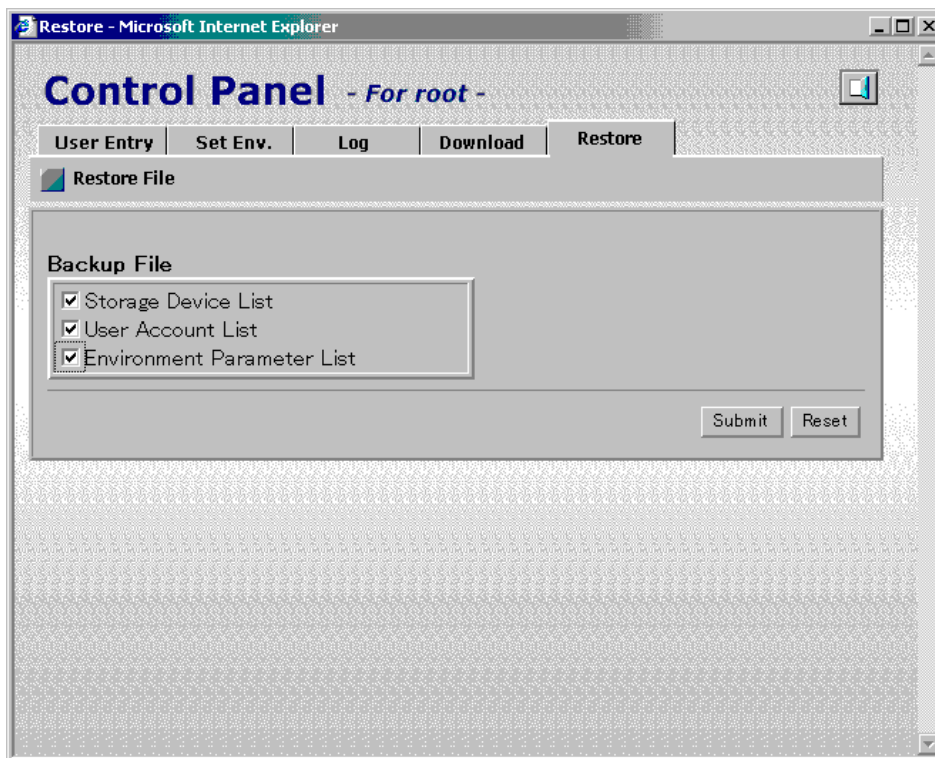 Restore - Microsoft Internet Explorer
Control Panel - For root -
User Entry Set Env. Log Download Restore
Restore File
Backup File
Storage Device List
User Account List
Environment Parameter List
Submit Reset